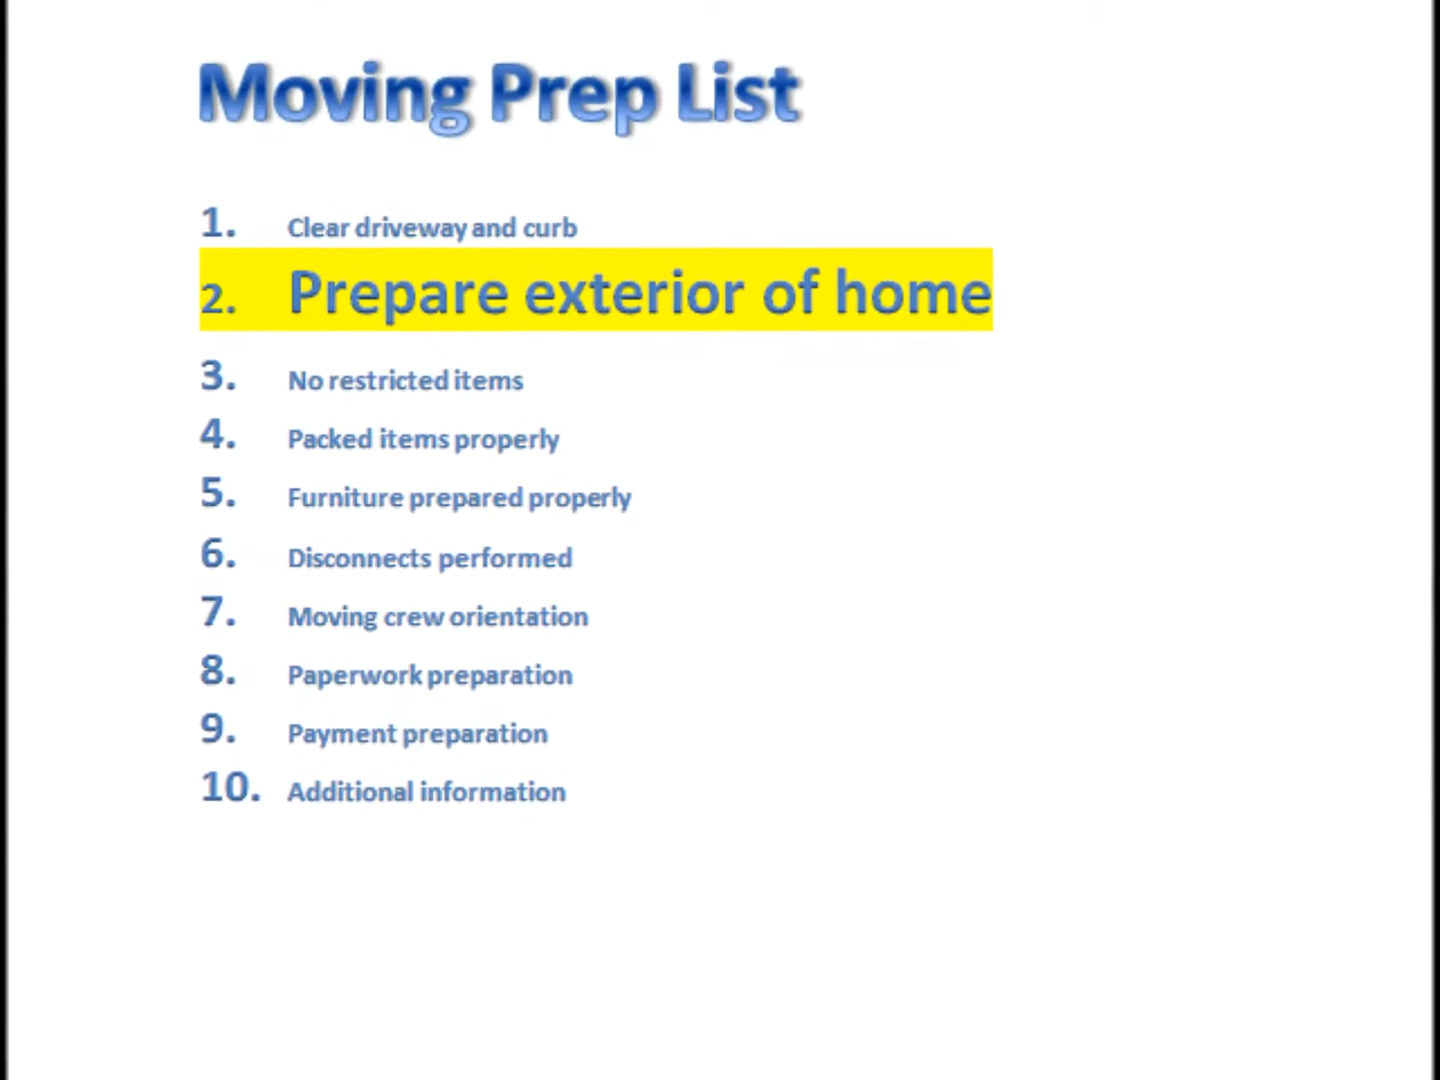 Moving Prep List
1. Clear driveway and curb
2. Prepare exterior of home
3. No restricted items
4. Packed items properly
5. Furniture prepared properly
6. Disconnects performed
7. Moving crew orientation
8. Paperwork preparation
9. Payment preparation
10. Additional information